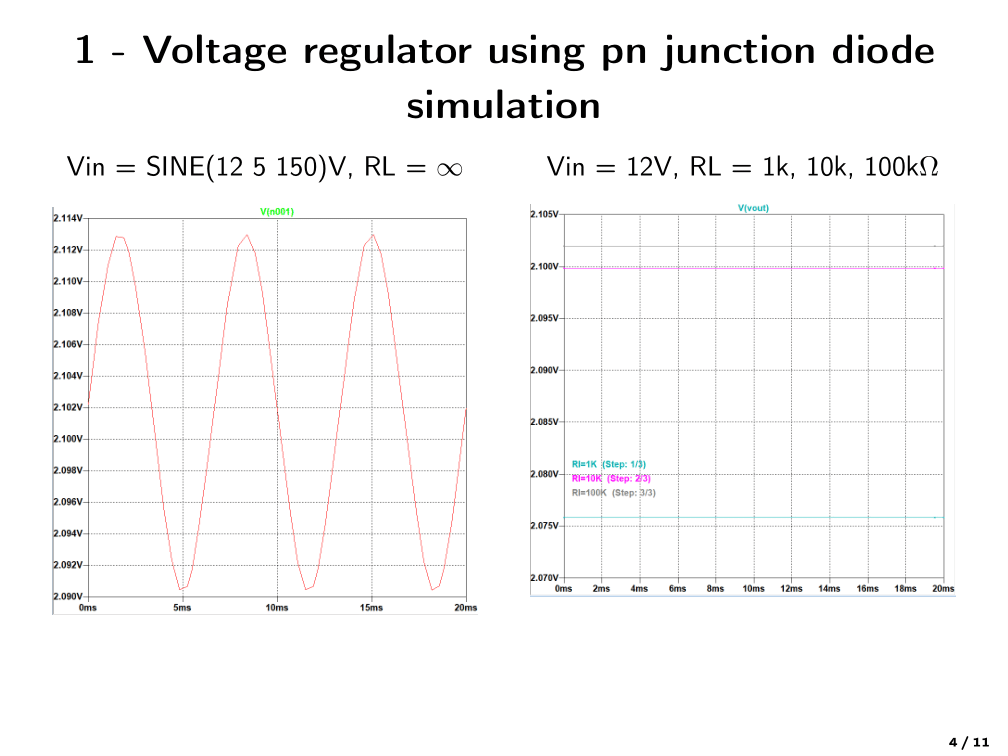 1 - Voltage regulator using pn junction diode
simulation
Vin = SINE(12 5 150)V, RL = ∞
V(n001)
2.114V
2.112V
2.110V
2.108V
2.106V
2.104V
2.102V
2.100V
2.098V
2.096V
2.094V
2.092V
2.090V
0ms 5ms 10ms 15ms 20ms
Vin = 12V, RL = 1k, 10k, 100kΩ
V(vout)
2.105V
2.100V
2.095V
2.090V
2.085V
2.080V
2.075V
2.070V
Rl=1K (Step: 1/3)
Rl=10K (Step: 2/3)
Rl=100K (Step: 3/3)
0ms 2ms 4ms 6ms 8ms 10ms 12ms 14ms 16ms 18ms 20ms
4 / 11